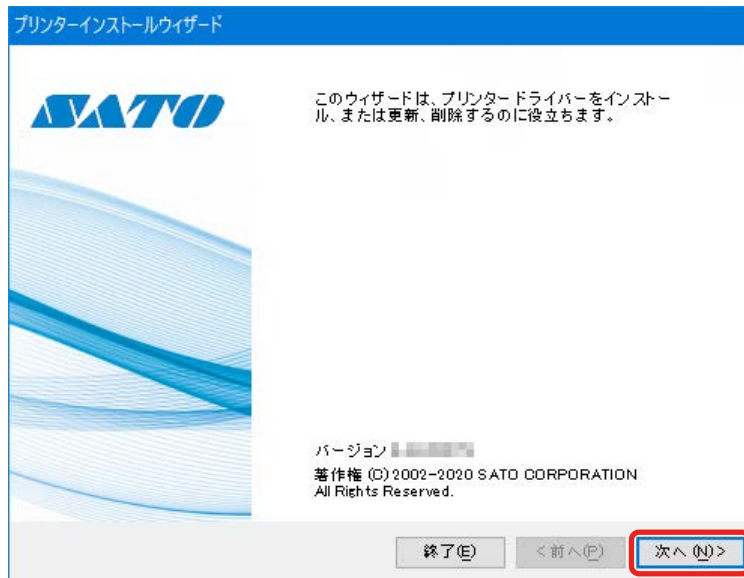 プリンターインストールウィザード
SATO
このウィザードは、プリンター ドライバーをインストー
ル、または更新、削除するのに役立ちます。
バージョン
著作権 (C) 2002-2020 SATO CORPORATION
All Rights Reserved.
終了(E)
<前へ(P)
次へ (N)>